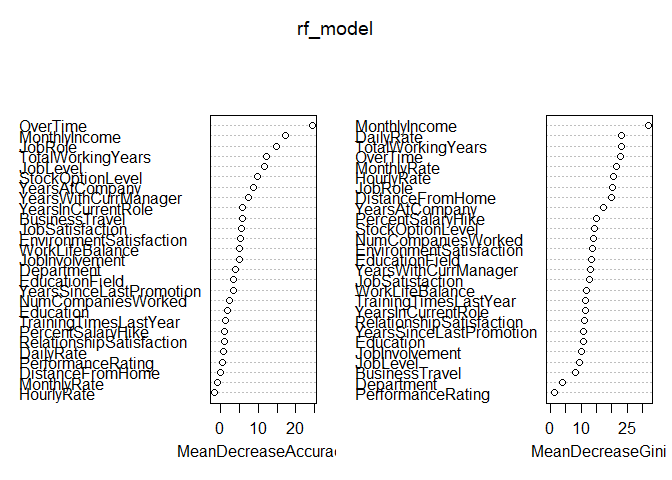 rf_model
OverTime
MonthlyIncome
JobRole
TotalWorkingYears
JobLevel
StockOptionLevel
YearsAtCompany
YearsWithCurrManager
YearsInCurrentRole
BusinessTravel
JobSatisfaction
EnvironmentSatisfaction
WorkLifeBalance
JobInvolvement
Department
EducationField
YearsSinceLastPromotion
NumCompaniesWorked
Education
TrainingTimesLastYear
PercentSalaryHike
RelationshipSatisfaction
DailyRate
PerformanceRating
DistanceFromHome
MonthlyRate
HourlyRate
0 10 20
MeanDecreaseAccurac
MonthlyIncome
DailyRate
TotalWorkingYears
OverTime
MonthlyRate
HourlyRate
JobRole
DistanceFromHome
YearsAtCompany
PercentSalaryHike
StockOptionLevel
NumCompaniesWorked
EnvironmentSatisfaction
EducationField
YearsWithCurrManager
JobSatisfaction
WorkLifeBalance
TrainingTimesLastYear
YearsInCurrentRole
RelationshipSatisfaction
YearsSinceLastPromotion
Education
JobInvolvement
JobLevel
BusinessTravel
Department
PerformanceRating
0 10 25
MeanDecreaseGini